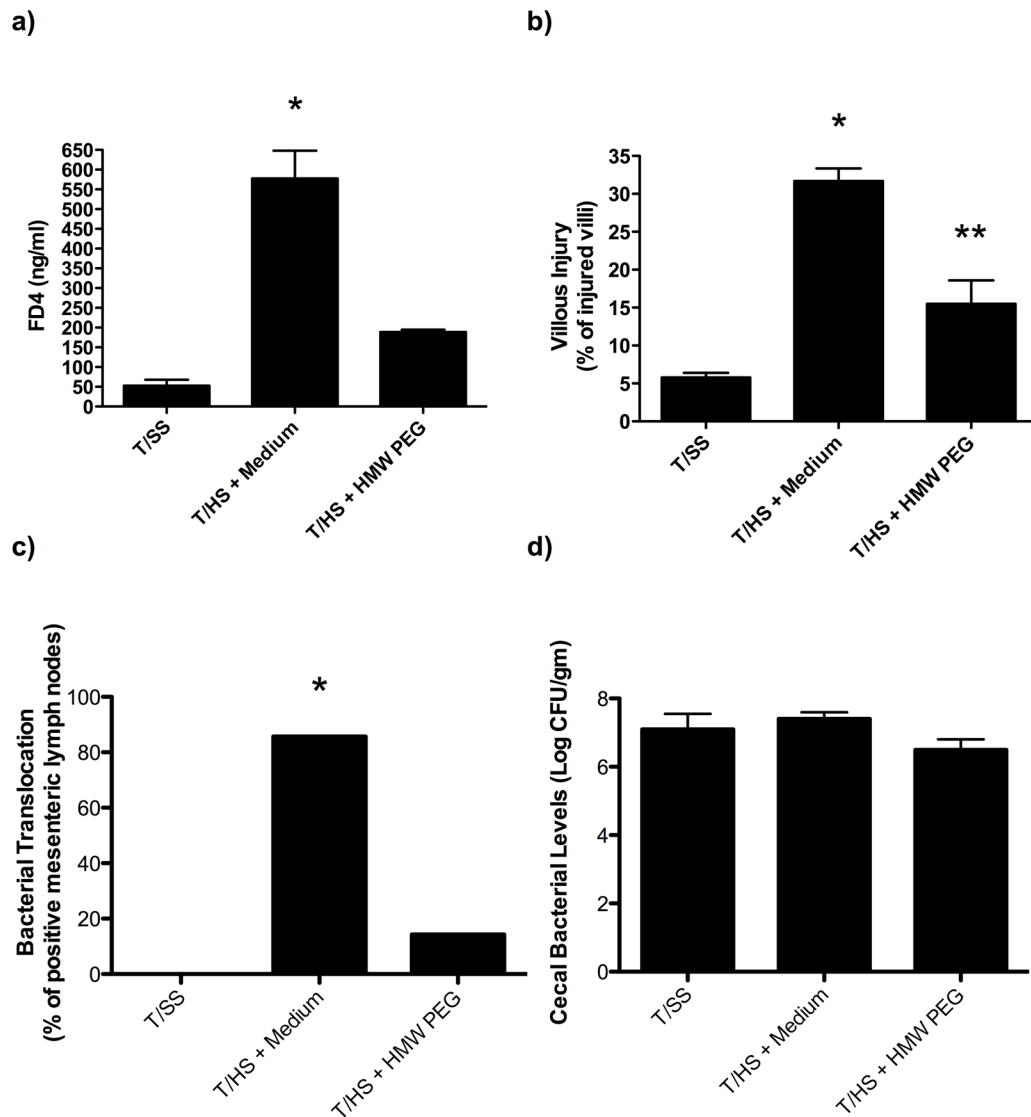 a)
*
650
600
550
500
450
400
350
300
250
200
150
100
50
0
FD4 (ng/ml)
T/SS
T/HS + Medium
T/HS + HMW PEG
b)
*
**
35
30
25
20
15
10
5
0
Villous Injury
(% of injured villi)
T/SS
T/HS + Medium
T/HS + HMW PEG
c)
*
100
80
60
40
20
0
Bacterial Translocation
(% of positive mesenteric lymph nodes)
T/SS
T/HS + Medium
T/HS + HMW PEG
d)
8
6
4
2
0
Cecal Bacterial Levels (Log CFU/gm)
T/SS
T/HS + Medium
T/HS + HMW PEG